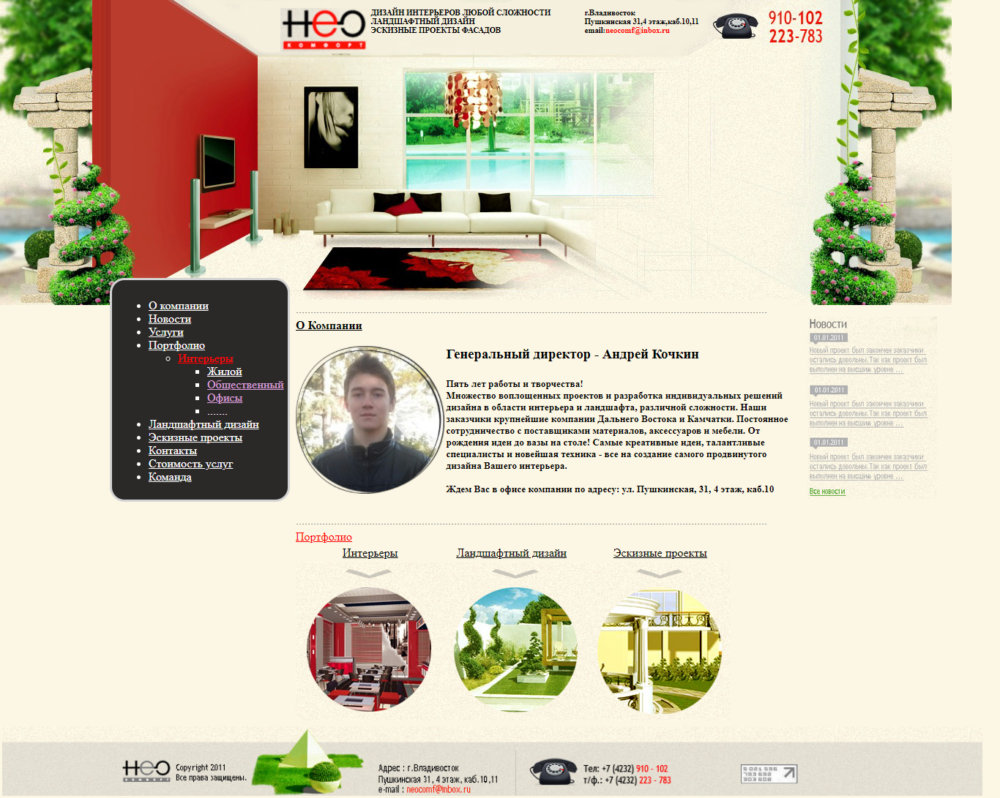 НЕО
КОМФОРТ
ДИЗАЙН ИНТЕРЬЕРОВ ЛЮБОЙ СЛОЖНОСТИ
ЛАНДШАФТНЫЙ ДИЗАЙН
ЭСКИЗНЫЕ ПРОЕКТЫ ФАСАДОВ
г.Владивосток
Пушкинская 31,4 этаж,каб.10,11
email:neocomf@inbox.ru
910-102
223-783
О компании
Новости
Услуги
Портфолио
Интерьеры
Жилой
Общественный
Офисы
.......
Ландшафтный дизайн
Эскизные проекты
Контакты
Стоимость услуг
Команда
О Компании
Генеральный директор - Андрей Кочкин
Пять лет работы и творчества!
Множество воплощенных проектов и разработка индивидуальных решений
дизайна в области интерьера и ландшафта, различной сложности. Наши
заказчики крупнейшие компании Дальнего Востока и Камчатки. Постоянное
сотрудничество с поставщиками материалов, аксессуаров и мебели. От
рождения идеи до вазы на столе! Самые креативные идеи, талантливые
специалисты и новейшая техника - все на создание самого продвинутого
дизайна Вашего интерьера.
Ждем Вас в офисе компании по адресу: ул. Пушкинская, 31, 4 этаж, каб.10
Новости
01.01.2011
Новый проект был закончен заказчики
остались довольны.Так как проект был
выполнен на высшим уровне ...
01.01.2011
Новый проект был закончен заказчики
остались довольны.Так как проект был
выполнен на высшим уровне ...
01.01.2011
Новый проект был закончен заказчики
остались довольны.Так как проект был
выполнен на высшим уровне ...
Все новости
Портфолио
Интерьеры
Ландшафтный дизайн
Эскизные проекты
НЕО
КОМФОРТ
Copyright 2011
Все права защищены.
Адрес : г.Владивосток
Пушкинская 31, 4 этаж, каб.10,11
e-mail : neocomf@inbox.ru
Тел: +7 (4232) 910 - 102
т/ф.: +7 (4232) 223 - 783